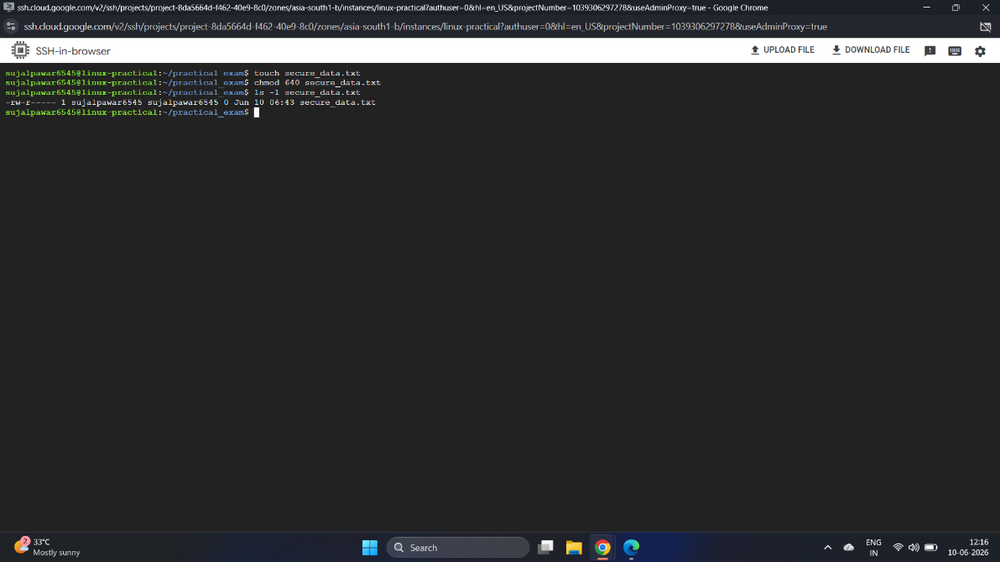 ssh.cloud.google.com/v2/ssh/projects/project-8da5664d-f462-40e9-8c0/zones/asia-south1-b/instances/linux-practical?authuser=0&hl=en_US&projectNumber=1039306297278&useAdminProxy=true - Google Chrome
ssh.cloud.google.com/v2/ssh/projects/project-8da5664d-f462-40e9-8c0/zones/asia-south1-b/instances/linux-practical?authuser=0&hl=en_US&projectNumber=1039306297278&useAdminProxy=true
SSH-in-browser UPLOAD FILE DOWNLOAD FILE
sujalpawar6545@linux-practical:~/practical_exam$ touch secure_data.txt
sujalpawar6545@linux-practical:~/practical_exam$ chmod 640 secure_data.txt
sujalpawar6545@linux-practical:~/practical_exam$ ls -l secure_data.txt
-rw-r----- 1 sujalpawar6545 sujalpawar6545 0 Jun 10 06:43 secure_data.txt
sujalpawar6545@linux-practical:~/practical_exam$
2 33°C
Mostly sunny
Search
ENG
IN
12:16
10-06-2026